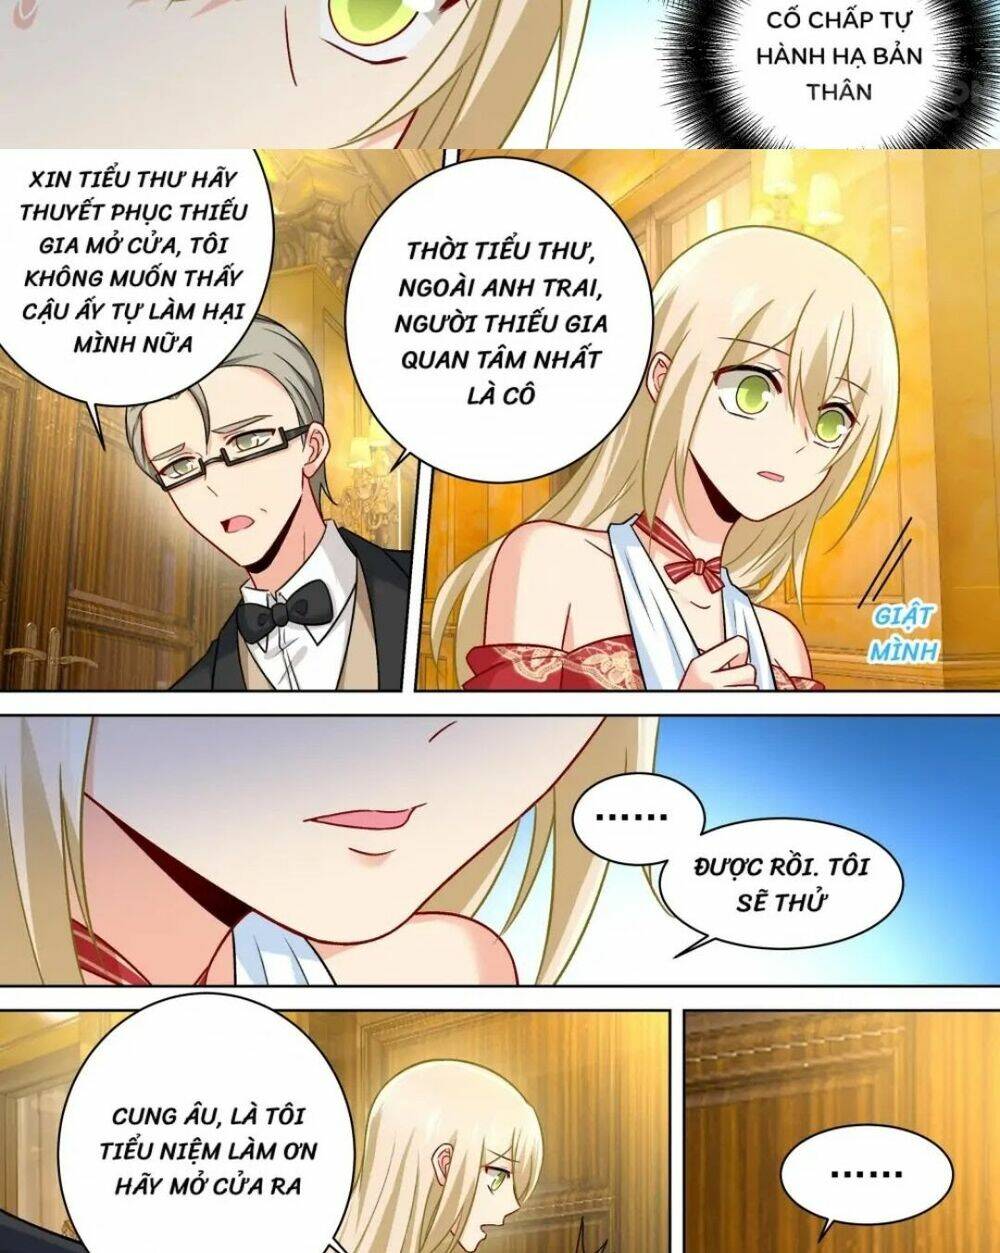 CỐ CHẤP TỰ
HÀNH HẠ BẢN
THÂN
XIN TIỂU THƯ HÃY
THUYẾT PHỤC THIẾU
GIA MỞ CỬA, TÔI
KHÔNG MUỐN THẤY
CẬU ẤY TỰ LÀM HẠI
MÌNH NỮA
THỜI TIỂU THƯ,
NGOÀI ANH TRAI,
NGƯỜI THIẾU GIA
QUAN TÂM NHẤT
LÀ CÔ
GIẬT
MÌNH
......
ĐƯỢC RỒI. TÔI
SẼ THỬ
CUNG ÂU, LÀ TÔI
TIỂU NIỆM LÀM ƠN
HÃY MỞ CỬA RA
......